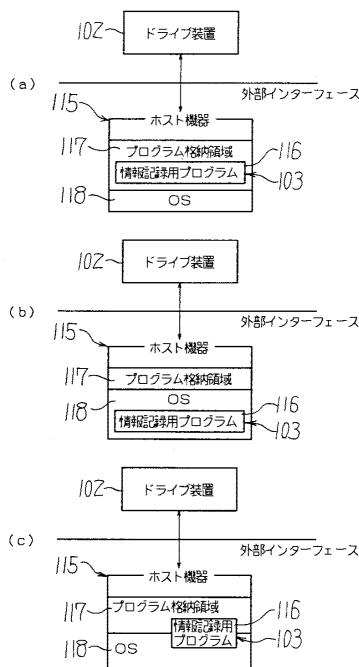 102
ドライブ装置
(a)
外部インターフェース
115
ホスト機器
117
プログラム格納領域
116
情報記録用プログラム
103
118
OS
102
ドライブ装置
(b)
外部インターフェース
115
ホスト機器
117
プログラム格納領域
118
OS
116
情報記録用プログラム
103
102
ドライブ装置
(c)
外部インターフェース
115
ホスト機器
117
プログラム格納領域
116
情報記録用
プログラム
103
118
OS